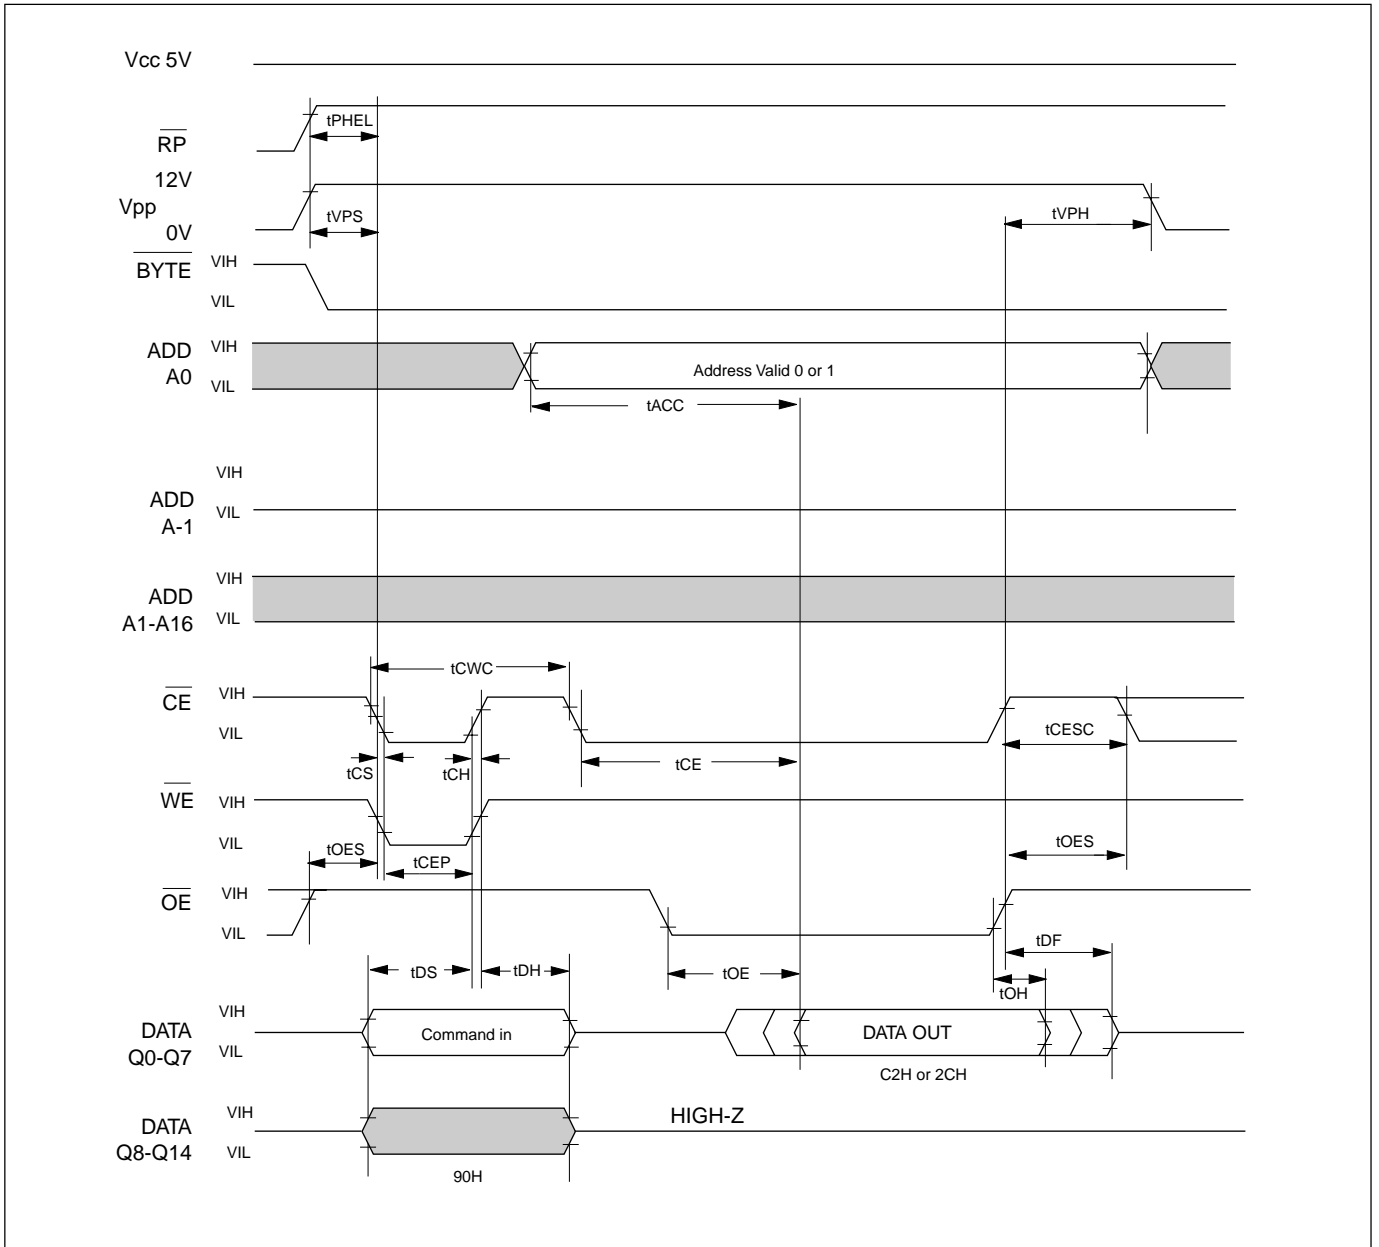 Vcc 5V
tPHEL
RP
12V
Vpp
0V
tVPS
tVPH
BYTE
VIH
VIL
ADD
A0
VIH
VIL
Address Valid 0 or 1
tACC
VIH
ADD
A-1
VIL
VIH
ADD
A1-A16
VIL
tCWC
CE
VIH
VIL
tCESC
tCS
tCH
tCE
WE
VIH
VIL
tOES
tCEP
tOES
OE
VIH
VIL
tDF
tDS
tDH
tOE
tOH
VIH
DATA
Q0-Q7
VIL
Command in
DATA OUT
C2H or 2CH
VIH
DATA
Q8-Q14
VIL
HIGH-Z
90H